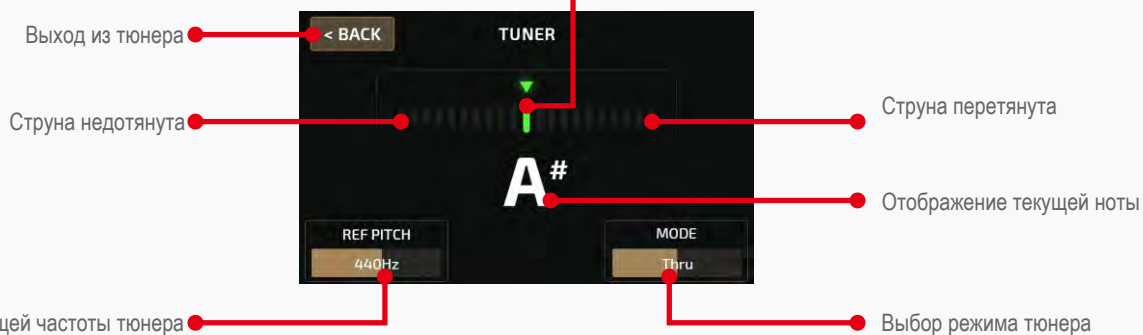 Выход из тюнера
< BACK
TUNER
Струна недотянута
Струна перетянута
A#
Отображение текущей ноты
REF PITCH
440Hz
MODE
Thru
частоты тюнера
Выбор режима тюнера